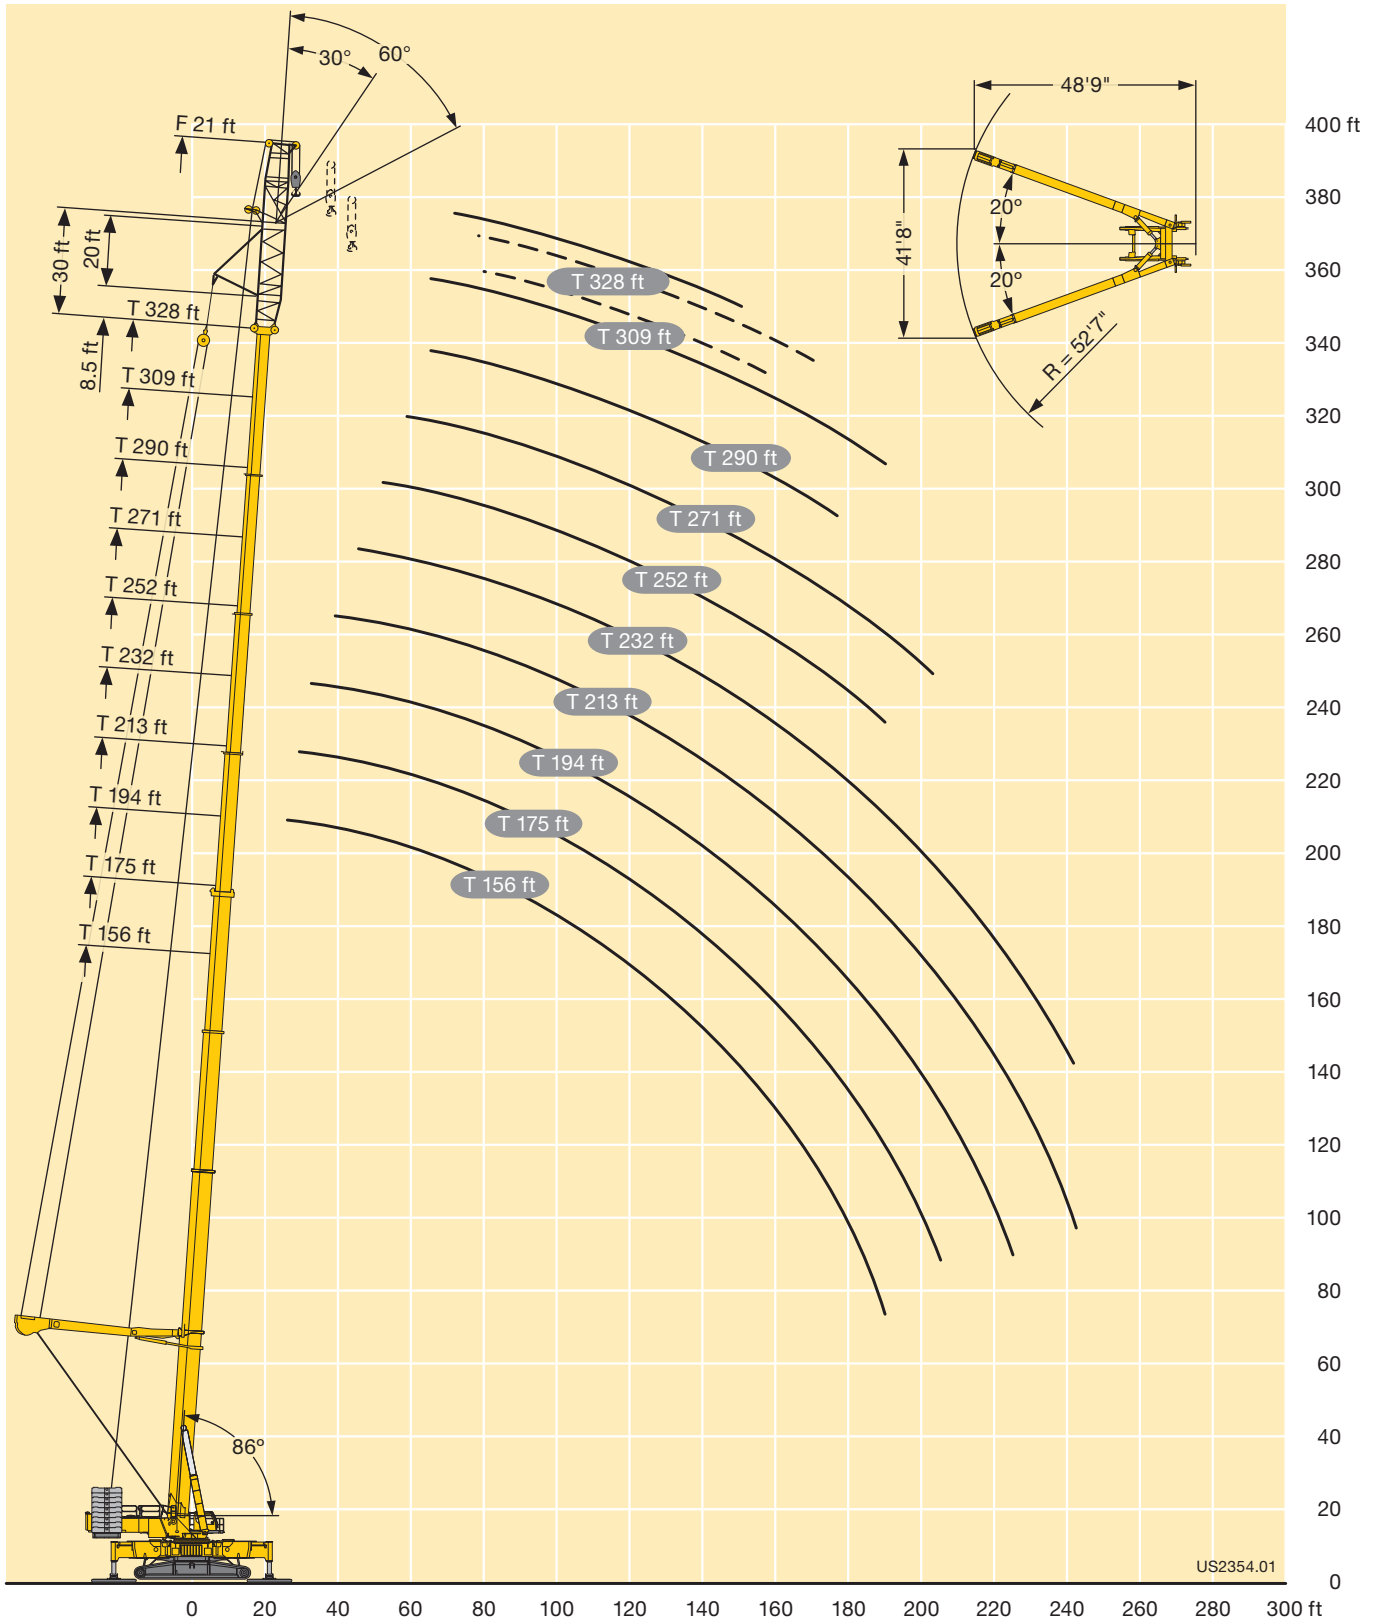 30°
60°
48'9"
F 21 ft
400 ft
41'8"
20°
20°
R = 52'7"
380
30 ft
20 ft
T 328 ft
8.5 ft
360
T 328 ft
T 309 ft
340
T 309 ft
320
T 290 ft
T 290 ft
300
T 271 ft
T 271 ft
280
T 252 ft
T 252 ft
260
T 232 ft
T 232 ft
240
T 213 ft
T 213 ft
220
T 194 ft
T 194 ft
200
T 175 ft
T 175 ft
180
T 156 ft
T 156 ft
160
140
120
100
80
60
40
86°
20
US2354.01
0
0 20 40 60 80 100 120 140 160 180 200 220 240 260 280 300 ft